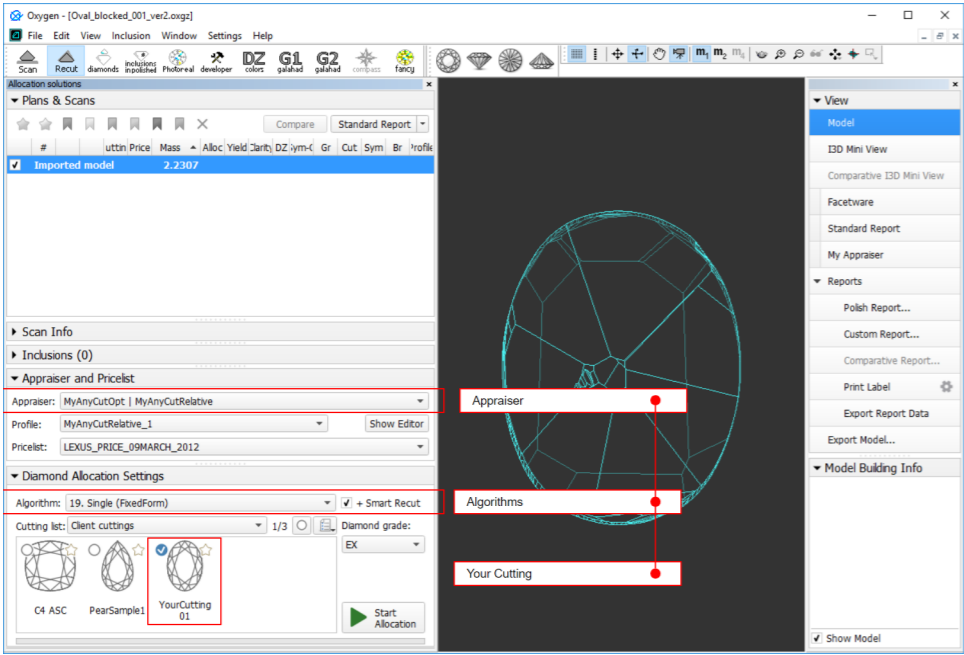 Oxygen - [Oval_blocked_001_ver2.oxgz]
File Edit View Inclusion Window Settings Help
Scan Recut diamonds inclusions inpolished Photoreal developer DZ colors G1 galahad G2 galahad compass fancy m1 m2 m4
Allocation solutions
Plans & Scans
Compare Standard Report
# uttin Price Mass Alloc Yield Clarity DZ Sym-( Gr Cut Sym Br Profile
Imported model 2.2307
Scan Info
Inclusions (0)
Appraiser and Pricelist
Appraiser: MyAnyCutOpt | MyAnyCutRelative
Profile: MyAnyCutRelative_1 Show Editor
Pricelist: LEXUS_PRICE_09MARCH_2012
Diamond Allocation Settings
Algorithm: 19. Single (FixedForm) + Smart Recut
Cutting list: Client cuttings 1/3 Diamond grade:
EX
C4 ASC PearSample1 YourCutting
01
Start
Allocation
Appraiser
Algorithms
Your Cutting
View
Model
I3D Mini View
Comparative I3D Mini View
Facetware
Standard Report
My Appraiser
Reports
Polish Report...
Custom Report...
Comparative Report...
Print Label
Export Report Data
Export Model...
Model Building Info
Show Model